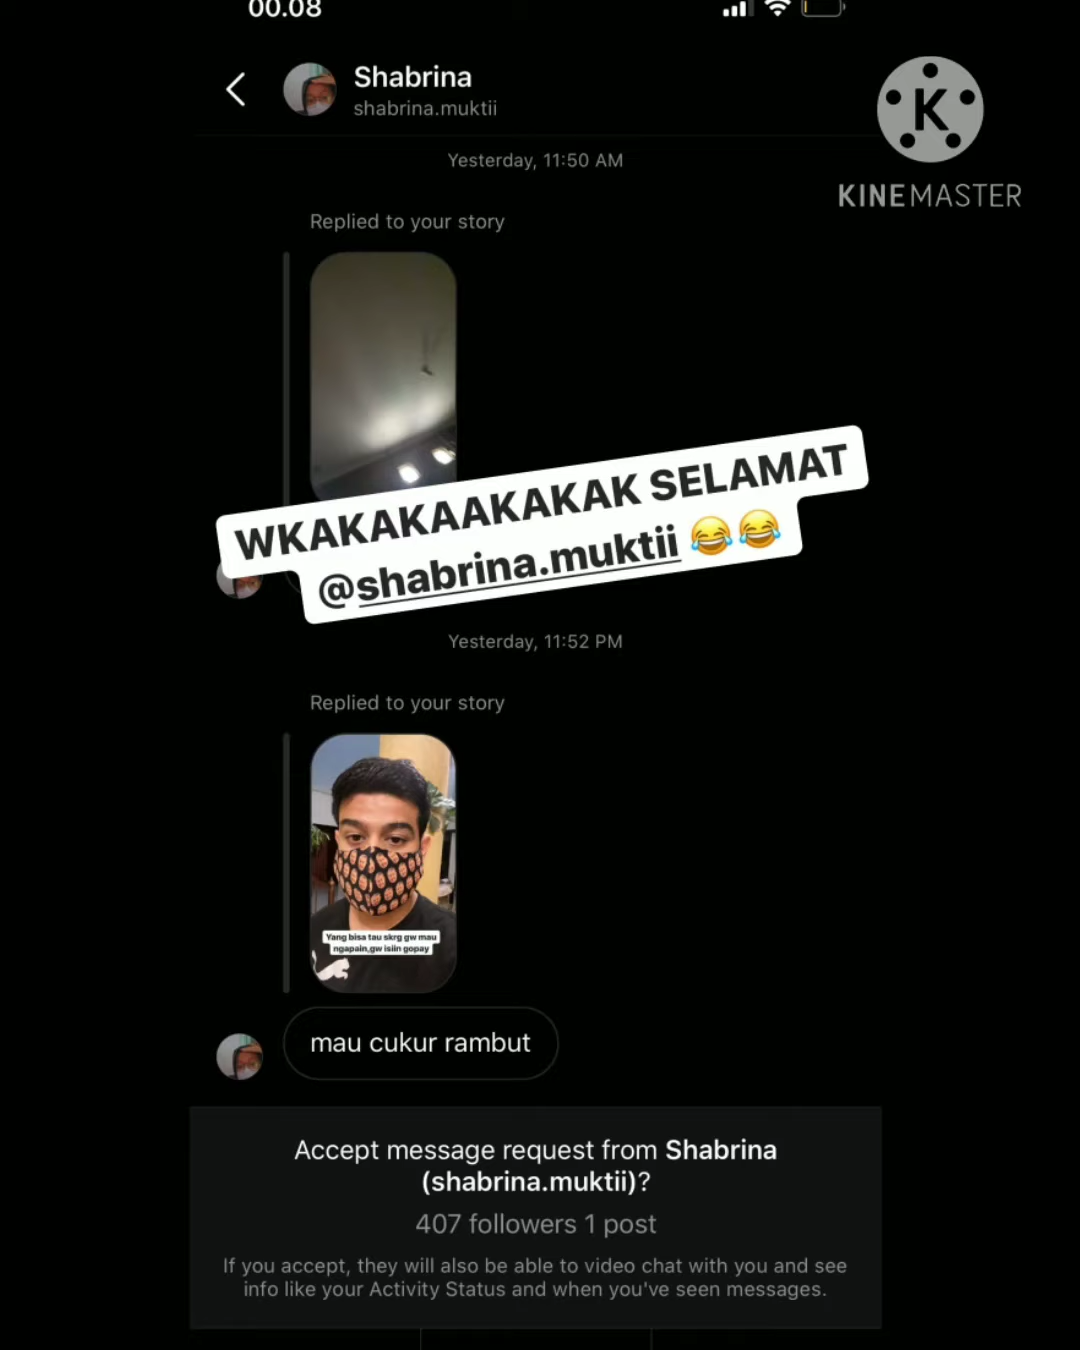 00.08
Shabrina
shabrina.muktii
K
KINEMASTER
Yesterday, 11:50 AM
Replied to your story
WKAKAKAAKAKAK SELAMAT
@shabrina.muktii 😂😂
Yesterday, 11:52 PM
Replied to your story
Yang bisa tau skrg gw mau
ngapain,gw isiin gopay
mau cukur rambut
Accept message request from Shabrina
(shabrina.muktii)?
407 followers 1 post
If you accept, they will also be able to video chat with you and see
info like your Activity Status and when you've seen messages.